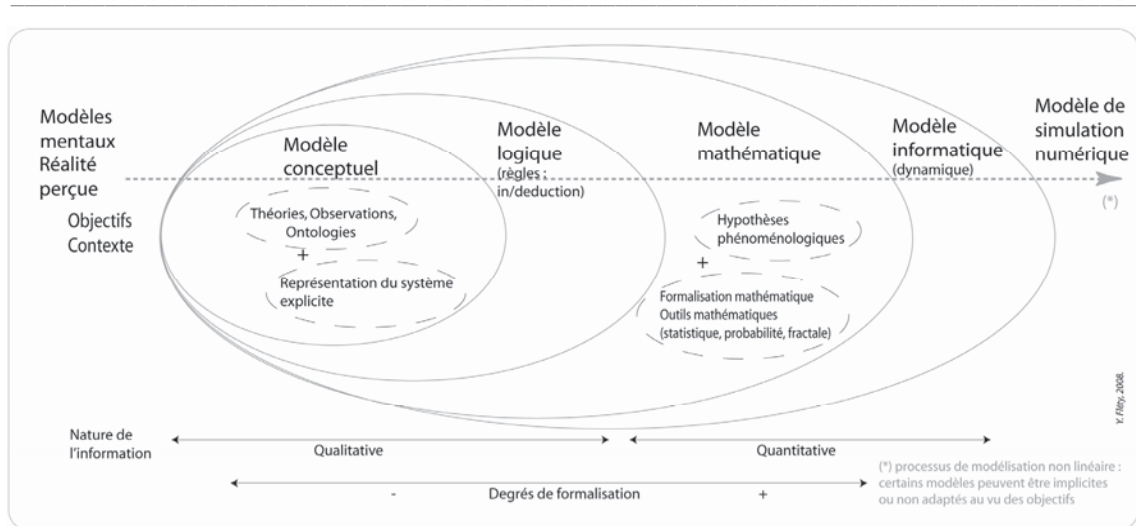 Modèles
mentaux
Réalité
perçue
Objectifs
Contexte
Modèle
conceptuel
Théories, Observations,
Ontologies
+
Représentation du système
explicite
Modèle
logique
(règles :
in/deduction)
Modèle
mathématique
Hypothèses
phénoménologiques
+
Formalisation mathématique
Outils mathématiques
(statistique, probabilité, fractale)
Modèle
informatique
(dynamique)
Modèle de
simulation
numérique
(*)
Y. Fléty, 2008.
Nature de
l'information
Qualitative
Quantitative
- Degrés de formalisation +
(*) processus de modélisation non linéaire :
certains modèles peuvent être implicites
ou non adaptés au vu des objectifs